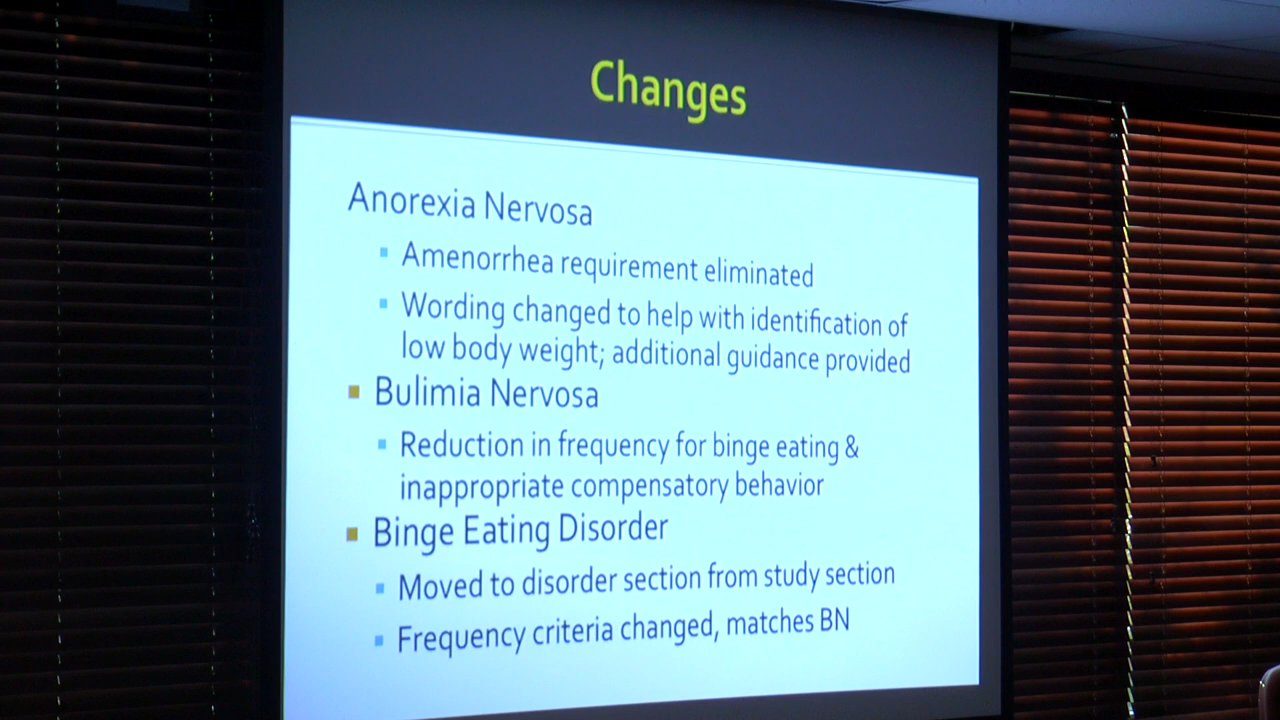 Changes
Anorexia Nervosa
Amenorrhea requirement eliminated
Wording changed to help with identification of
low body weight; additional guidance provided
Bulimia Nervosa
Reduction in frequency for binge eating &
inappropriate compensatory behavior
Binge Eating Disorder
Moved to disorder section from study section
Frequency criteria changed, matches BN